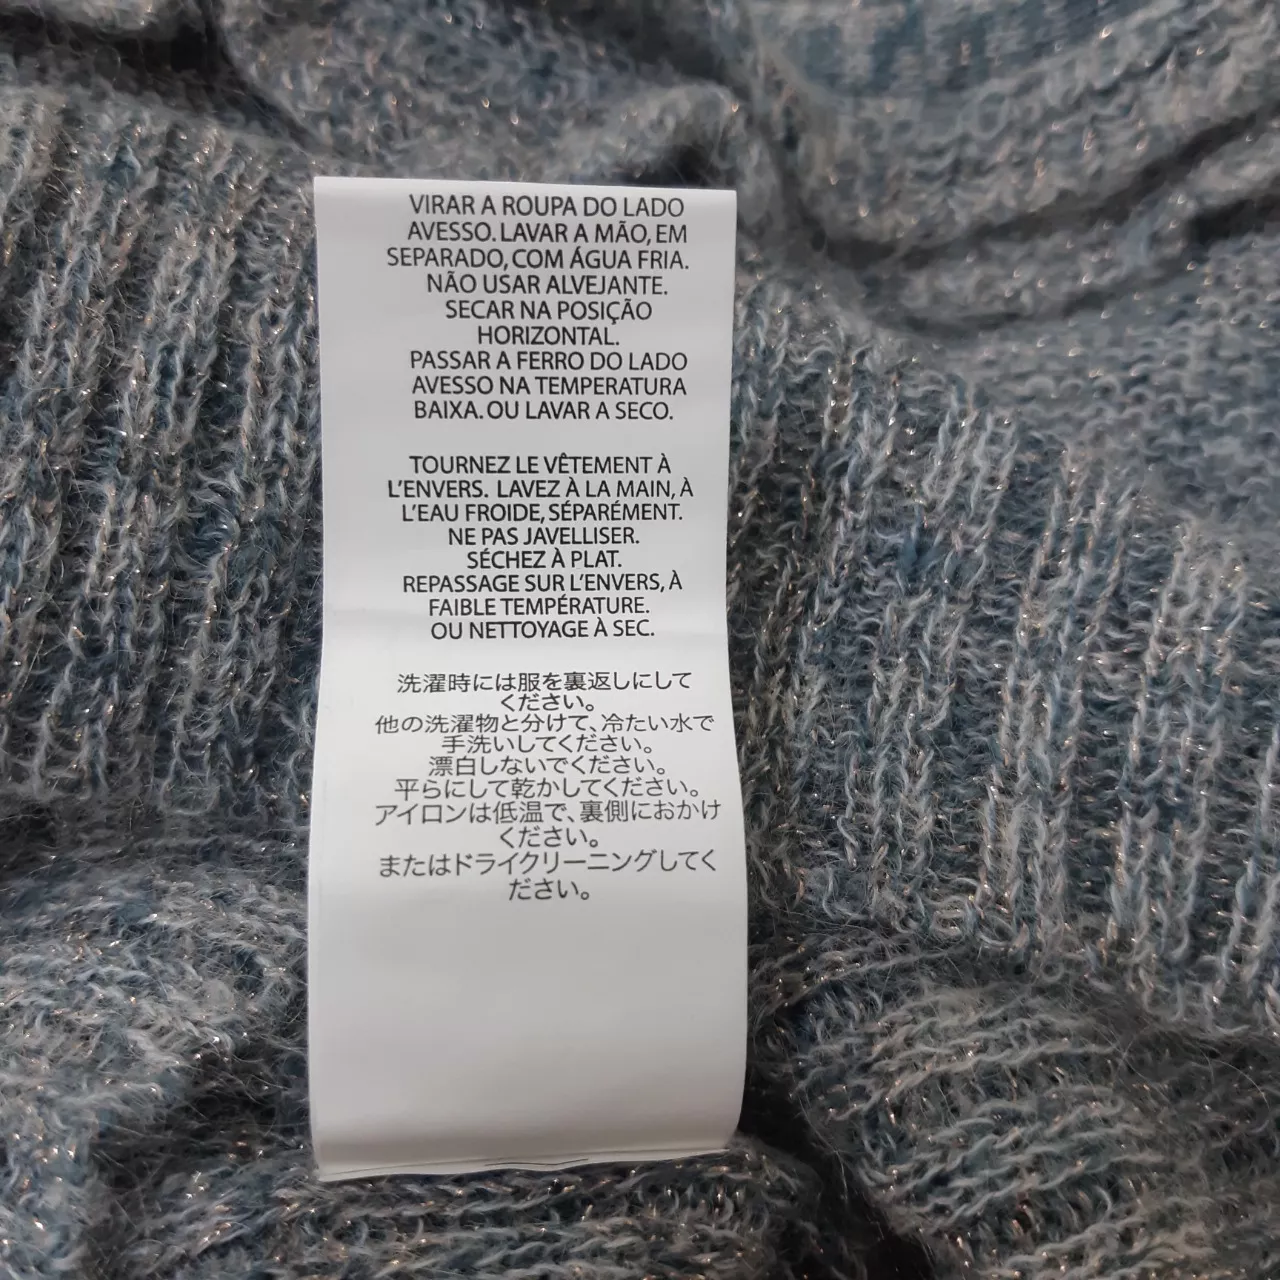 VIRAR A ROUPA DO LADO
AVESSO. LAVAR A MÃO, EM
SEPARADO, COM ÁGUA FRIA.
NÃO USAR ALVEJANTE.
SECAR NA POSIÇÃO
HORIZONTAL.
PASSAR A FERRO DO LADO
AVESSO NA TEMPERATURA
BAIXA. OU LAVAR A SECO.
TOURNEZ LE VÊTEMENT À
L'ENVERS. LAVEZ À LA MAIN, À
L'EAU FROIDE, SÉPARÉMENT.
NE PAS JAVELLISER.
SÉCHEZ À PLAT.
REPASSAGE SUR L'ENVERS, À
FAIBLE TEMPÉRATURE.
OU NETTOYAGE À SEC.
洗濯時には服を裏返しにして
ください。
他の洗濯物と分けて、冷たい水で
手洗いしてください。
漂白しないでください。
平らにして乾かしてください。
アイロンは低温で、裏側におかけ
ください。
またはドライクリーニングしてく
ださい。